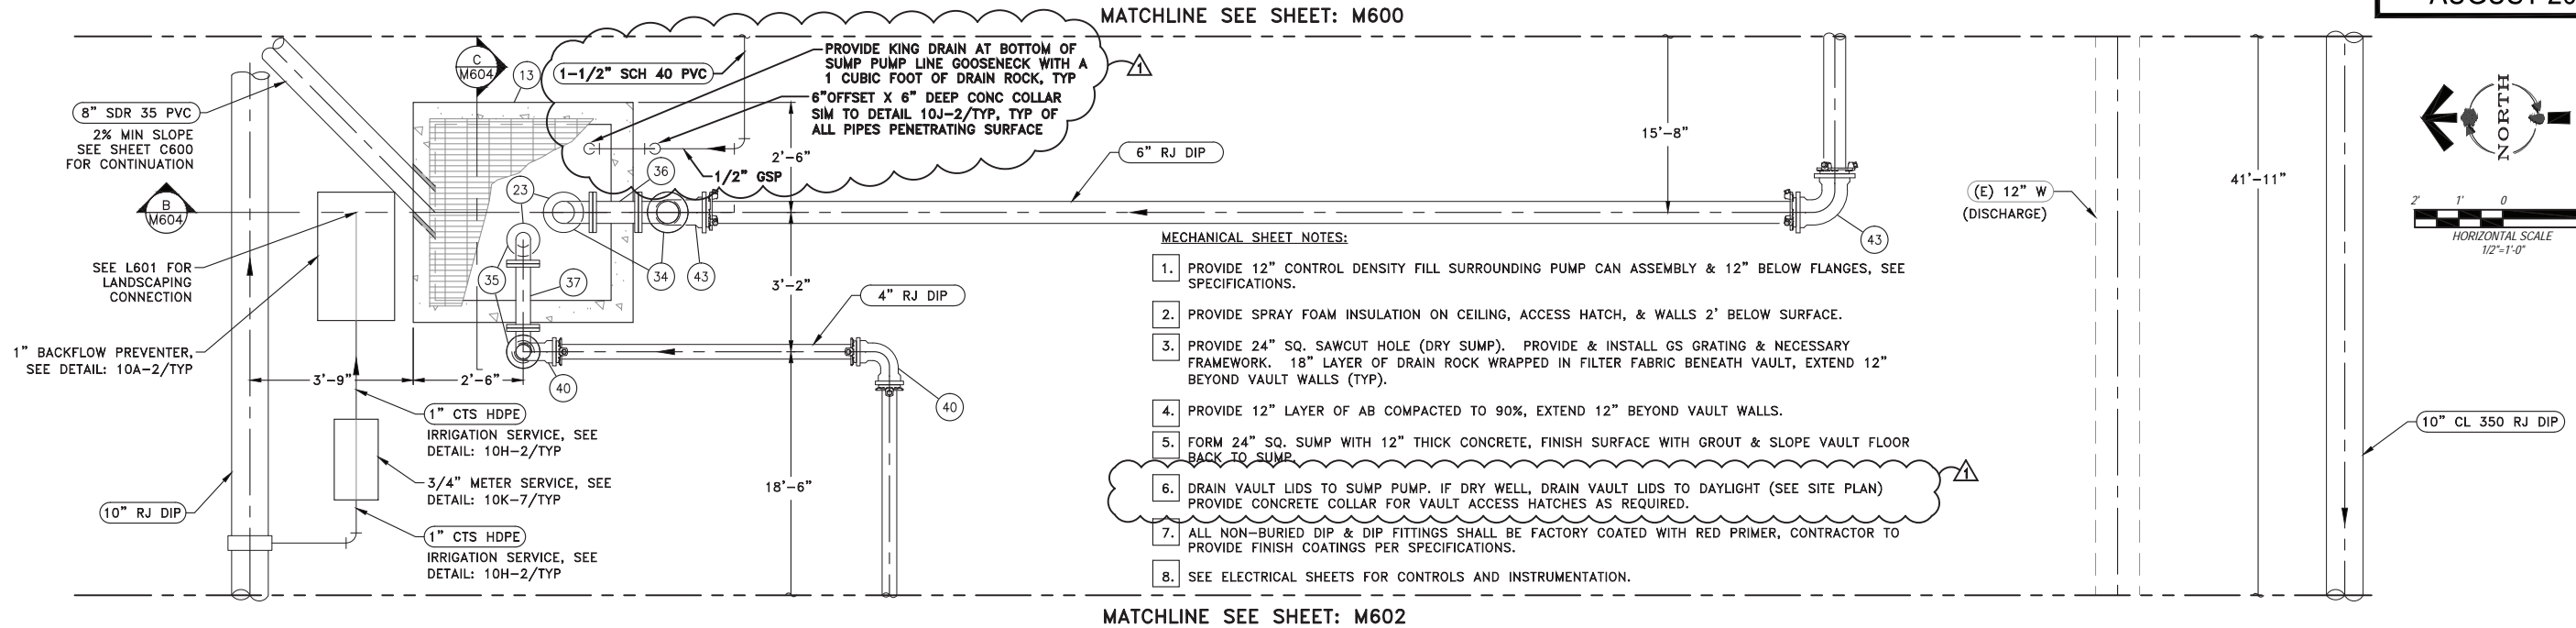 AUGUST 20
MATCHLINE SEE SHEET: M600
C
M604
13
1-1/2" SCH 40 PVC
PROVIDE KING DRAIN AT BOTTOM OF
SUMP PUMP LINE GOOSENECK WITH A
1 CUBIC FOOT OF DRAIN ROCK, TYP
6"OFFSET X 6" DEEP CONC COLLAR
SIM TO DETAIL 10J-2/TYP, TYP OF
ALL PIPES PENETRATING SURFACE
1
8" SDR 35 PVC
2% MIN SLOPE
SEE SHEET C600
FOR CONTINUATION
B
M604
2'-6"
1/2" GSP
36
23
6" RJ DIP
15'-8"
43
(E) 12" W
(DISCHARGE)
41'-11"
NORTH
2' 1' 0
HORIZONTAL SCALE
1/2"=1'-0"
SEE L601 FOR
LANDSCAPING
CONNECTION
35
37
34
43
3'-2"
4" RJ DIP
1" BACKFLOW PREVENTER,
SEE DETAIL: 10A-2/TYP
3'-9"
2'-6"
40
40
1" CTS HDPE
IRRIGATION SERVICE, SEE
DETAIL: 10H-2/TYP
3/4" METER SERVICE, SEE
DETAIL: 10K-7/TYP
10" RJ DIP
1" CTS HDPE
IRRIGATION SERVICE, SEE
DETAIL: 10H-2/TYP
18'-6"
MECHANICAL SHEET NOTES:
1. PROVIDE 12" CONTROL DENSITY FILL SURROUNDING PUMP CAN ASSEMBLY & 12" BELOW FLANGES, SEE
SPECIFICATIONS.
2. PROVIDE SPRAY FOAM INSULATION ON CEILING, ACCESS HATCH, & WALLS 2' BELOW SURFACE.
3. PROVIDE 24" SQ. SAWCUT HOLE (DRY SUMP). PROVIDE & INSTALL GS GRATING & NECESSARY
FRAMEWORK. 18" LAYER OF DRAIN ROCK WRAPPED IN FILTER FABRIC BENEATH VAULT, EXTEND 12"
BEYOND VAULT WALLS (TYP).
4. PROVIDE 12" LAYER OF AB COMPACTED TO 90%, EXTEND 12" BEYOND VAULT WALLS.
5. FORM 24" SQ. SUMP WITH 12" THICK CONCRETE, FINISH SURFACE WITH GROUT & SLOPE VAULT FLOOR
BACK TO SUMP.
6. DRAIN VAULT LIDS TO SUMP PUMP. IF DRY WELL, DRAIN VAULT LIDS TO DAYLIGHT (SEE SITE PLAN)
PROVIDE CONCRETE COLLAR FOR VAULT ACCESS HATCHES AS REQUIRED.
1
7. ALL NON-BURIED DIP & DIP FITTINGS SHALL BE FACTORY COATED WITH RED PRIMER, CONTRACTOR TO
PROVIDE FINISH COATINGS PER SPECIFICATIONS.
8. SEE ELECTRICAL SHEETS FOR CONTROLS AND INSTRUMENTATION.
10" CL 350 RJ DIP
MATCHLINE SEE SHEET: M602